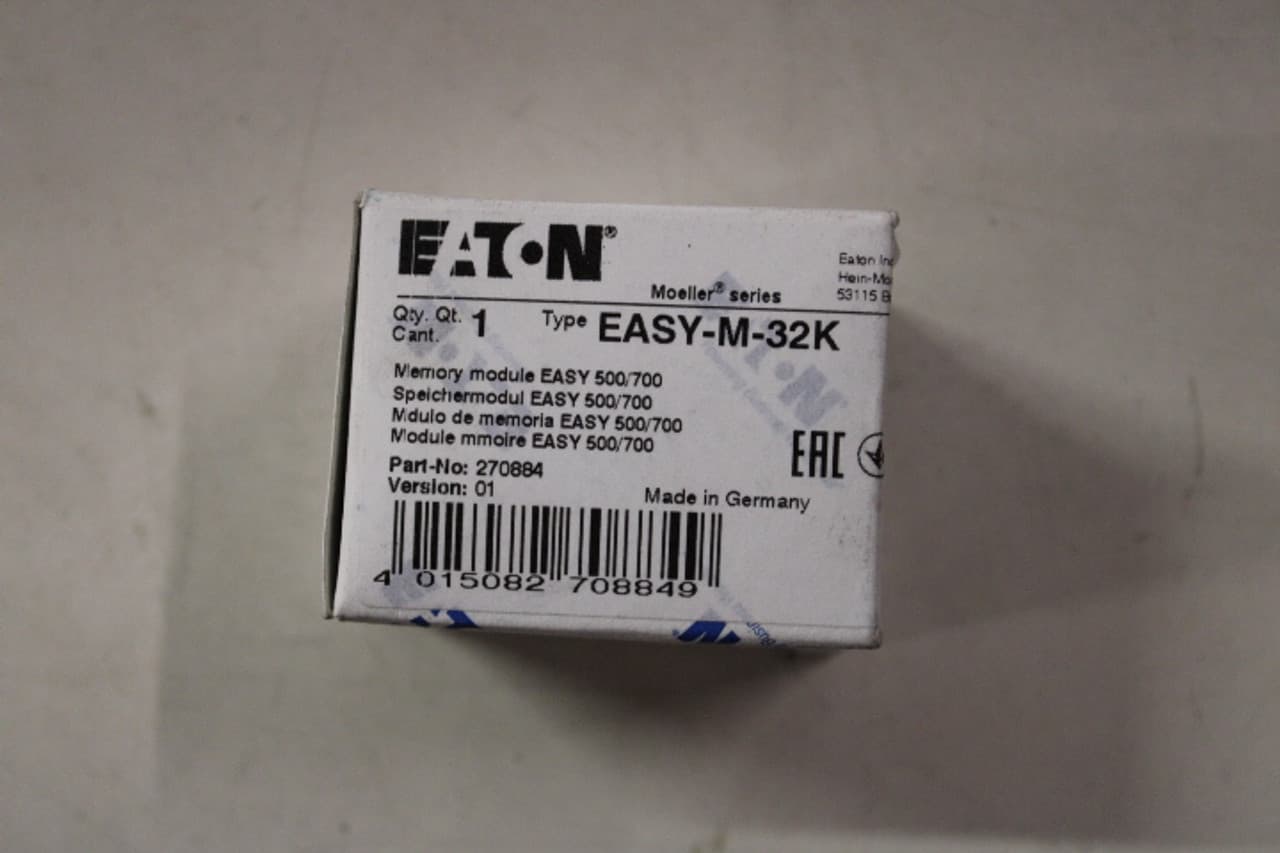 EATON®
Moeller® series
Eaton
Hein-Mo
53115 B
Qty. Qt. 1
Cant.
Type EASY-M-32K
Memory module EASY 500/700
Speichermodul EASY 500/700
Mdulo de memoria EASY 500/700
Module mmoire EASY 500/700
Part-No: 270884
Version: 01
EAC
Made in Germany
4 015082 708849